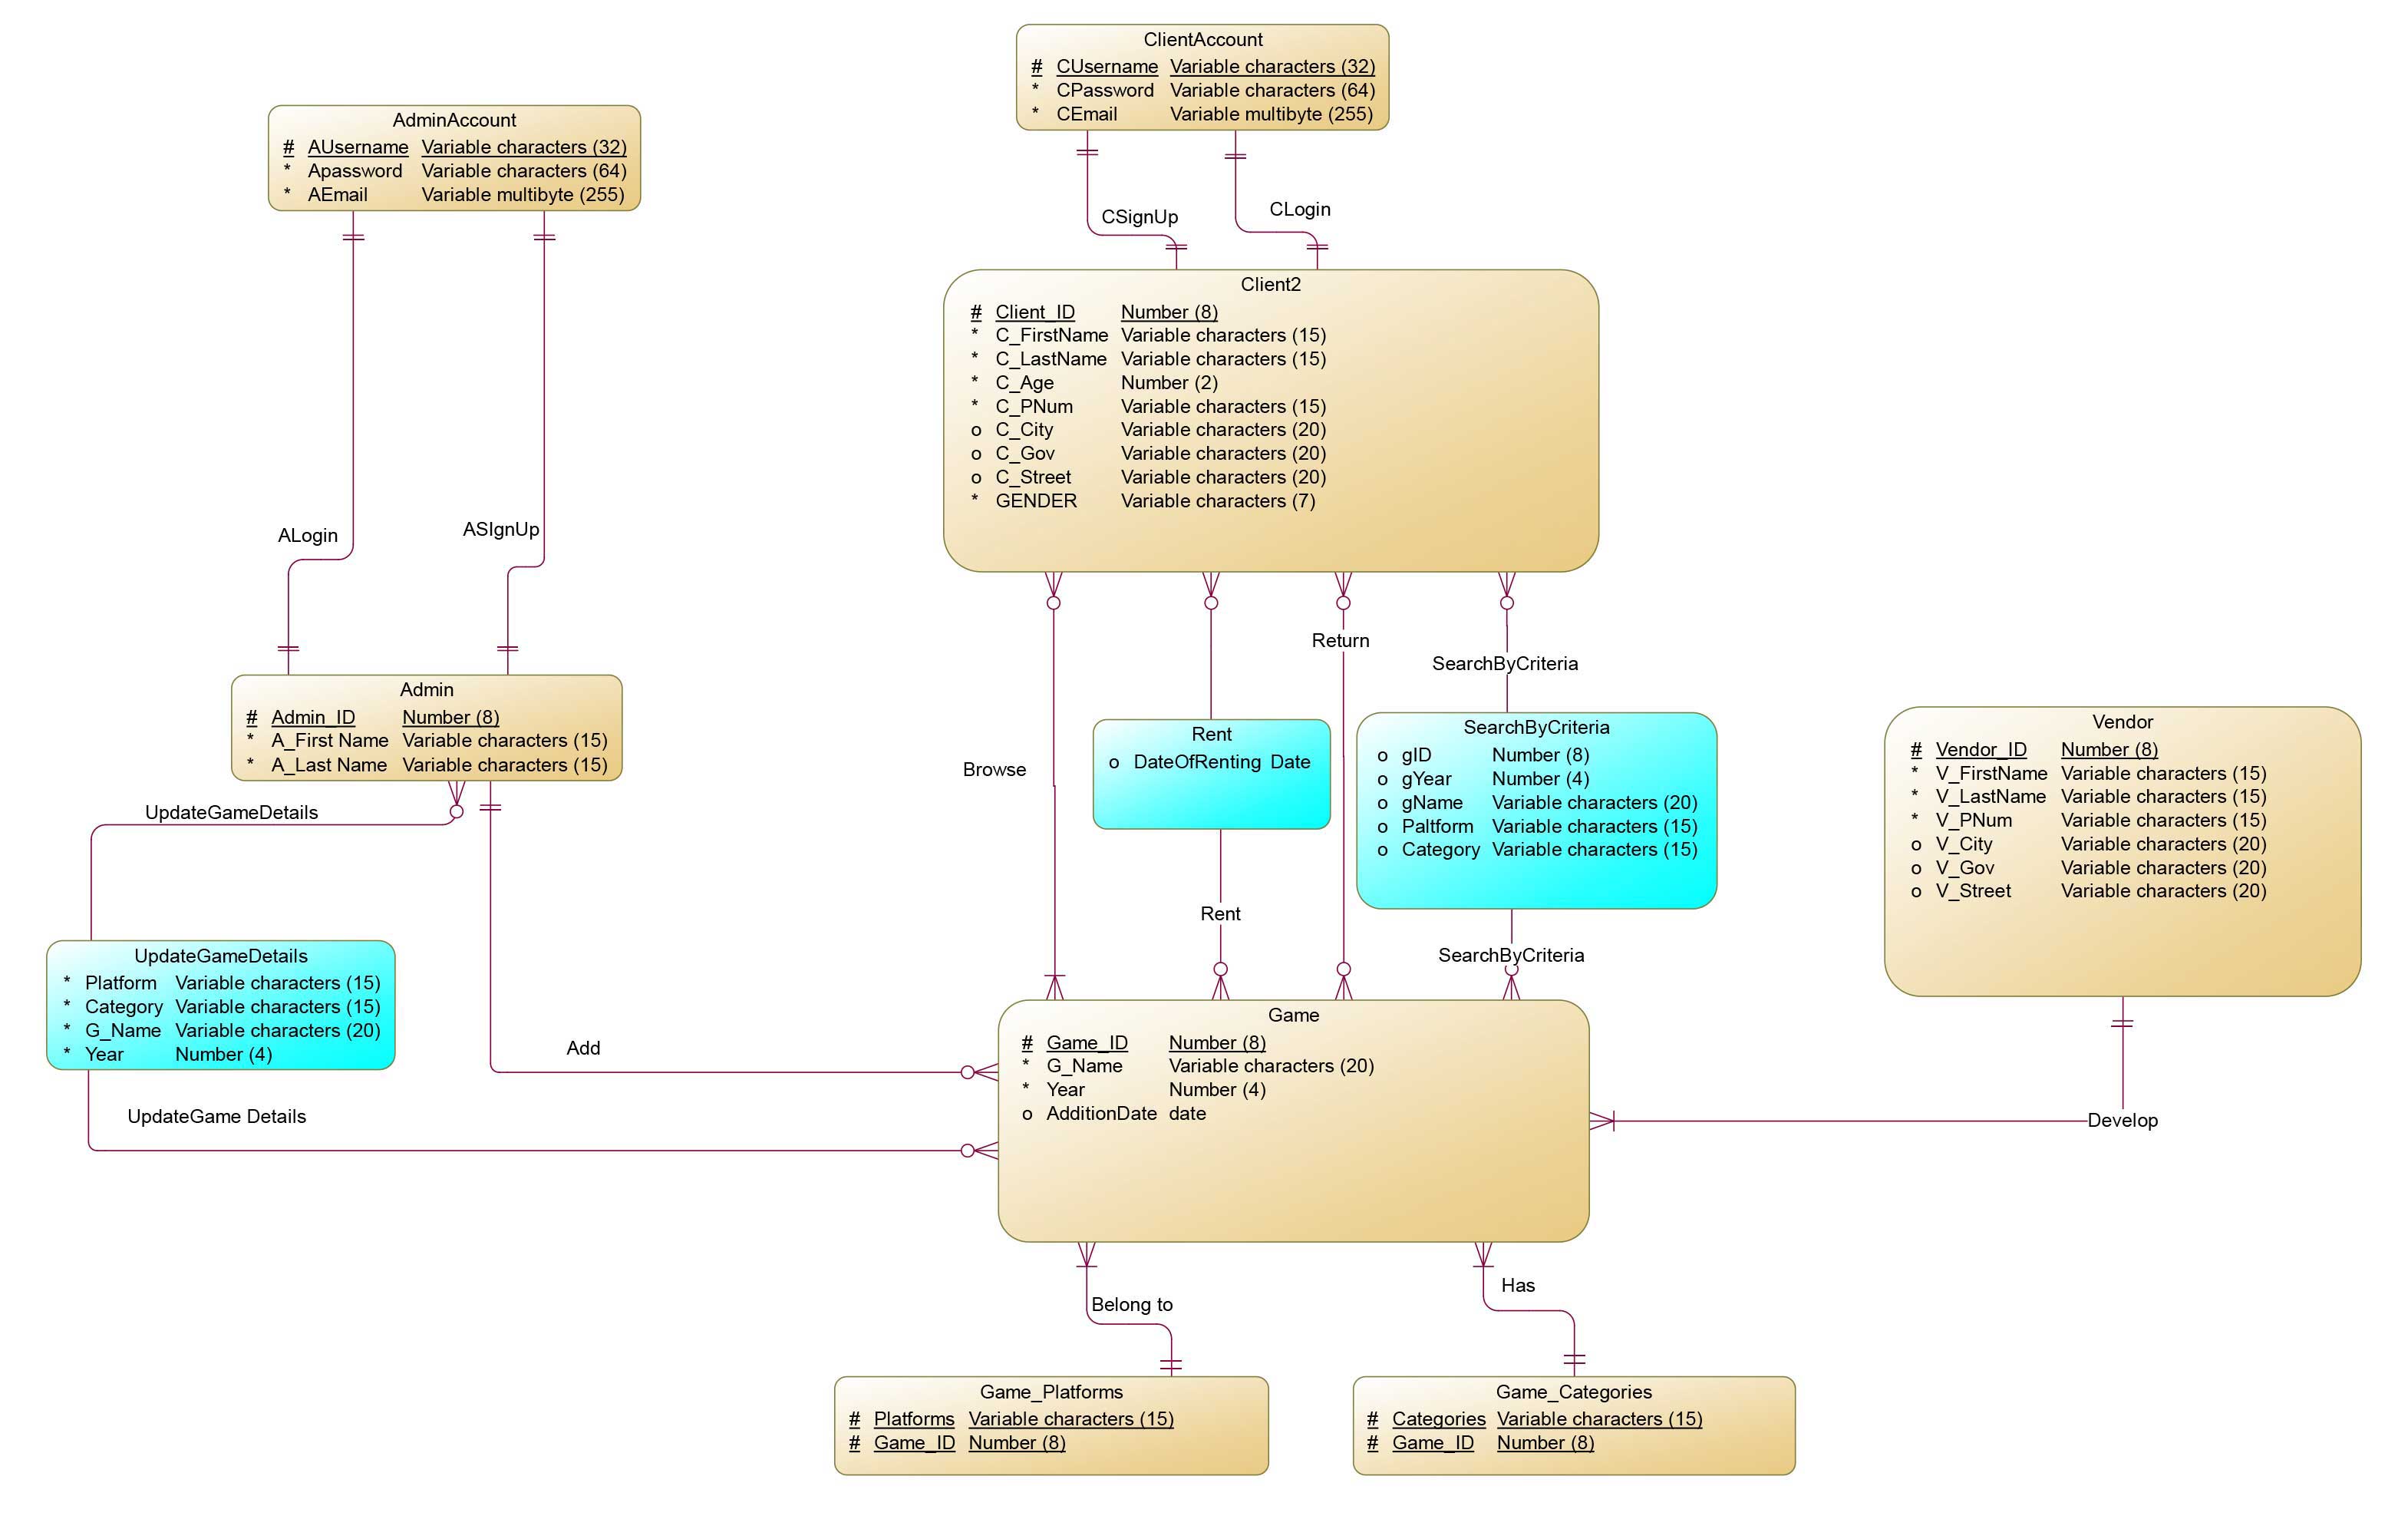 ClientAccount
# CUsername Variable characters (32)
* CPassword Variable characters (64)
* CEmail Variable multibyte (255)
AdminAccount
# AUsername Variable characters (32)
* Apassword Variable characters (64)
* AEmail Variable multibyte (255)
CSignUp
CLogin
Client2
# Client_ID Number (8)
* C_FirstName Variable characters (15)
* C_LastName Variable characters (15)
* C_Age Number (2)
* C_PNum Variable characters (15)
o C_City Variable characters (20)
o C_Gov Variable characters (20)
o C_Street Variable characters (20)
* GENDER Variable characters (7)
ALogin
ASIgnUp
Return
SearchByCriteria
Admin
# Admin_ID Number (8)
* A_First Name Variable characters (15)
* A_Last Name Variable characters (15)
Browse
Rent
o DateOfRenting Date
SearchByCriteria
o gID Number (8)
o gYear Number (4)
o gName Variable characters (20)
o Paltform Variable characters (15)
o Category Variable characters (15)
Vendor
# Vendor_ID Number (8)
* V_FirstName Variable characters (15)
* V_LastName Variable characters (15)
* V_PNum Variable characters (15)
o V_City Variable characters (20)
o V_Gov Variable characters (20)
o V_Street Variable characters (20)
UpdateGameDetails
Rent
SearchByCriteria
UpdateGameDetails
* Platform Variable characters (15)
* Category Variable characters (15)
* G_Name Variable characters (20)
* Year Number (4)
Add
Game
# Game_ID Number (8)
* G_Name Variable characters (20)
* Year Number (4)
o AdditionDate date
UpdateGame Details
Develop
Belong to
Has
Game_Platforms
# Platforms Variable characters (15)
# Game_ID Number (8)
Game_Categories
# Categories Variable characters (15)
# Game_ID Number (8)